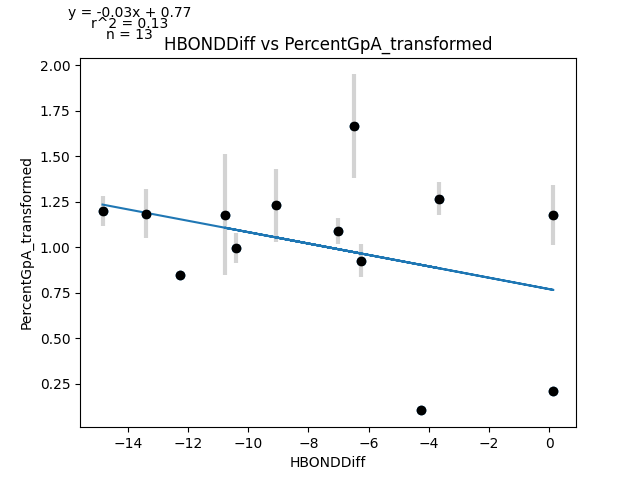 y = -0.03x + 0.77
r^2 = 0.13
n = 13
HBONDDiff vs PercentGpA_transformed
2.00
1.75
1.50
1.25
1.00
0.75
0.50
0.25
PercentGpA_transformed
−14
−12
−10
−8
−6
−4
−2
0
HBONDDiff